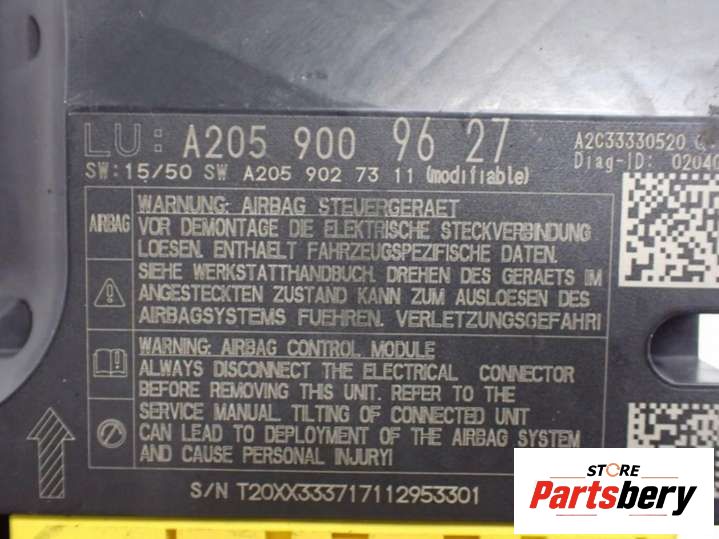 LU: A205 900 96 27
A2C33330520
SW: 15/50 SW A205 902 73 11 (modifiable)
Diag-ID: 0204
AIRBAG
WARNUNG: AIRBAG STEUERGERAET
VOR DEMONTAGE DIE ELEKTRISCHE STECKVERBINDUNG
LOESEN. ENTHAELT FAHRZEUGSPEZIFISCHE DATEN.
SIEHE WERKSTATTHANDBUCH. DREHEN DES GERAETS IM
ANGESTECKTEN ZUSTAND KANN ZUM AUSLOESEN DES
AIRBAGSYSTEMS FUEHREN. VERLETZUNGSGEFAHR!
WARNING: AIRBAG CONTROL MODULE
ALWAYS DISCONNECT THE ELECTRICAL CONNECTOR
BEFORE REMOVING THIS UNIT. REFER TO THE
SERVICE MANUAL. TILTING OF CONNECTED UNIT
CAN LEAD TO DEPLOYMENT OF THE AIRBAG SYSTEM
AND CAUSE PERSONAL INJURY!
S/N T20XX333717112953301
STORE
Partsbery